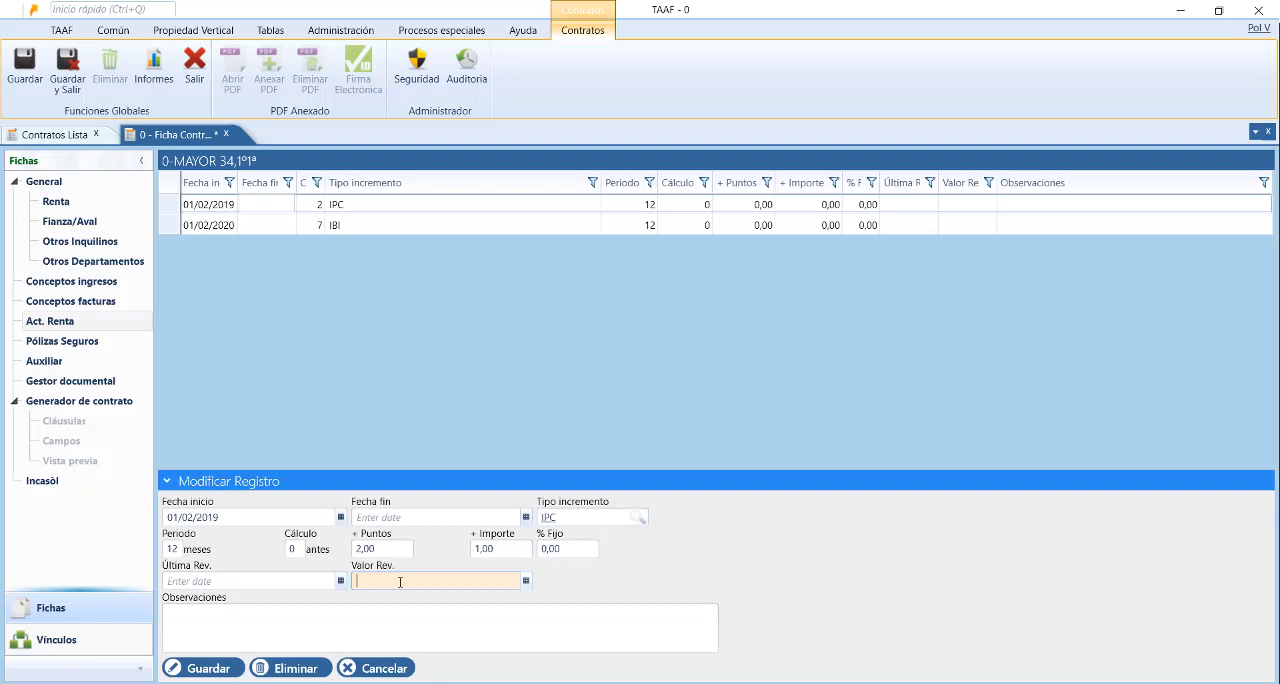 Inicio rápido (Ctrl+Q)
Contratos
TAAF - 0
TAAF Común Propiedad Vertical Tablas Administración Procesos especiales Ayuda Contratos
Pol V
Guardar
Guardar y Salir
Eliminar
Informes
Salir
Abrir PDF
Anexar PDF
Eliminar PDF
Firma Electrónica
Seguridad
Auditoria
Funciones Globales
PDF Anexado
Administrador
Contratos Lista x
0 - Ficha Contr... * x
Fichas
General
Renta
Fianza/Aval
Otros Inquilinos
Otros Departamentos
Conceptos ingresos
Conceptos facturas
Act. Renta
Pólizas Seguros
Auxiliar
Gestor documental
Generador de contrato
Cláusulas
Campos
Vista previa
Incasòl
Fichas
Vínculos
0-MAYOR 34,1º1ª
Fecha in Fecha fin C Tipo incremento Periodo Cálculo + Puntos + Importe % F Última R Valor Re Observaciones
01/02/2019 2 IPC 12 0 0,00 0,00 0,00
01/02/2020 7 IBI 12 0 0,00 0,00 0,00
Modificar Registro
Fecha inicio Fecha fin Tipo incremento
01/02/2019 Enter date IPC
Periodo Cálculo + Puntos + Importe % Fijo
12 meses 0 antes 2,00 1,00 0,00
Última Rev. Valor Rev.
Enter date
Observaciones
Guardar Eliminar Cancelar